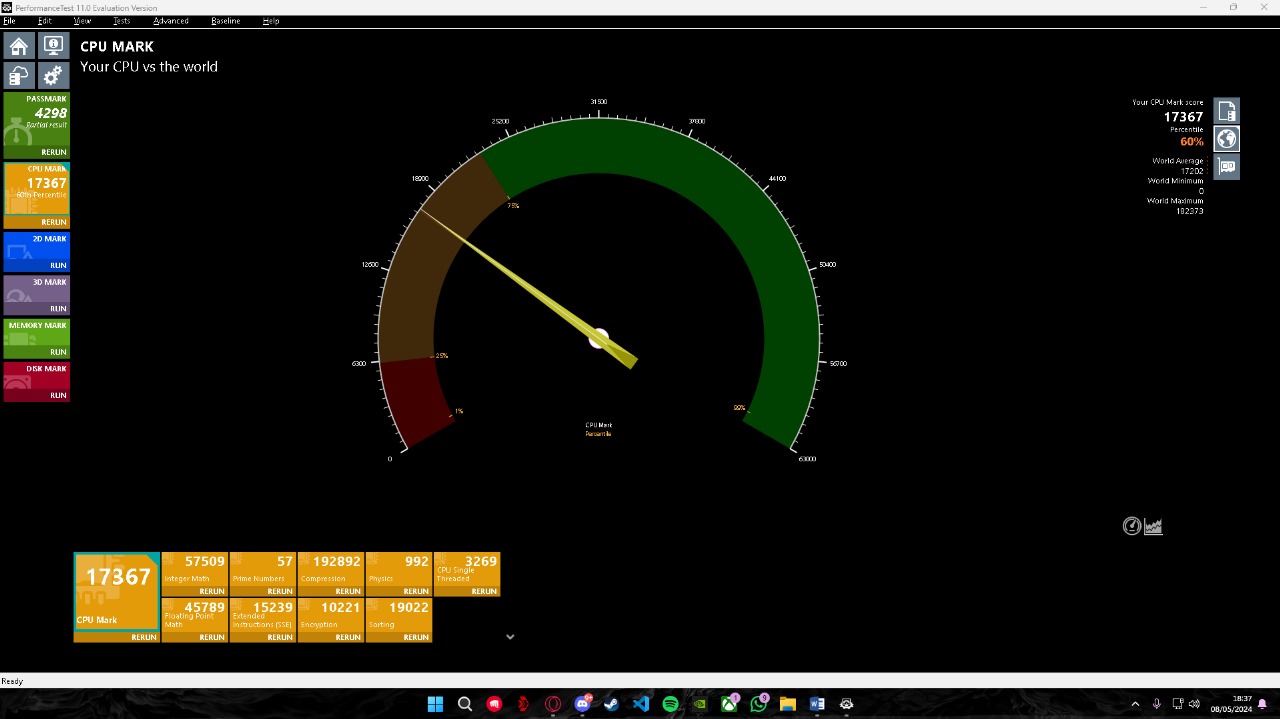 PerformanceTest 11.0 Evaluation Version
File Edit View Tests Advanced Baseline Help
CPU MARK
Your CPU vs the world
PASSMARK
4298
Partial result
RERUN
CPU MARK
17367
60th Percentile
RERUN
2D MARK
RUN
3D MARK
RUN
MEMORY MARK
RUN
DISK MARK
RUN
0
6300
12600
18900
25200
31500
37800
44100
50400
56700
63000
1%
25%
75%
99%
CPU Mark
Percentile
Your CPU Mark score
17367
Percentile
60%
World Average
17202
World Minimum
0
World Maximum
182373
17367
CPU Mark
RERUN
57509
Integer Math
RERUN
57
Prime Numbers
RERUN
192892
Compression
RERUN
992
Physics
RERUN
3269
CPU Single
Threaded
RERUN
45789
Floating Point
Math
RERUN
15239
Extended
Instructions (SSE)
RERUN
10221
Encryption
RERUN
19022
Sorting
RERUN
Ready
1
9
18:37
08/05/2024